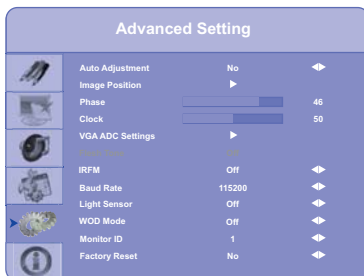 Advanced Setting
Auto Adjustment No
Image Position
Phase 46
Clock 50
VGA ADC Settings
IRFM Off
Baud Rate 115200
Light Sensor Off
WOD Mode Off
Monitor ID 1
Factory Reset No